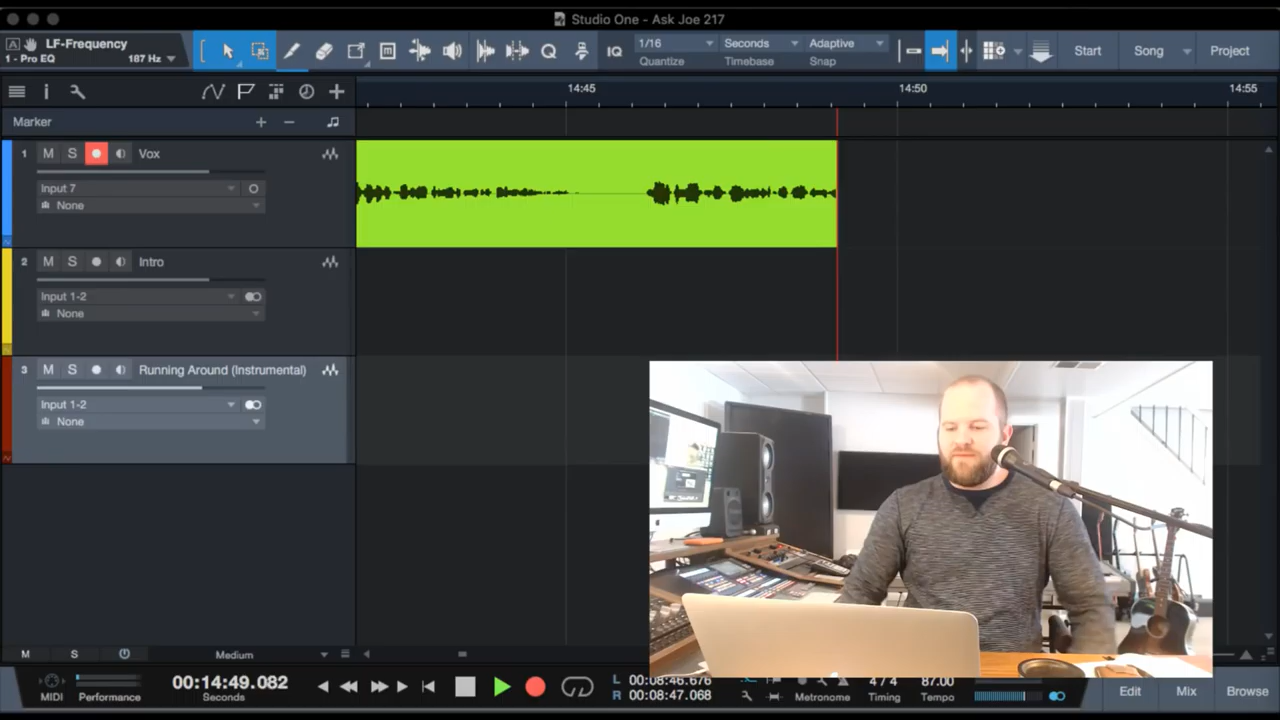 Studio One - Ask Joe 217
A LF-Frequency
1 - Pro EQ 187 Hz
IQ
1/16
Quantize
Seconds
Timebase
Adaptive
Snap
Start
Song
Project
14:45
14:50
14:55
Marker
1 M S Vox
Input 7
None
2 M S Intro
Input 1-2
None
3 M S Running Around (Instrumental)
Input 1-2
None
M S Medium
MIDI
Performance
00:14:49.082
Seconds
L 00:08:46.676
R 00:08:47.068
Metronome
4 / 4
Timing
87.00
Tempo
Edit
Mix
Browse